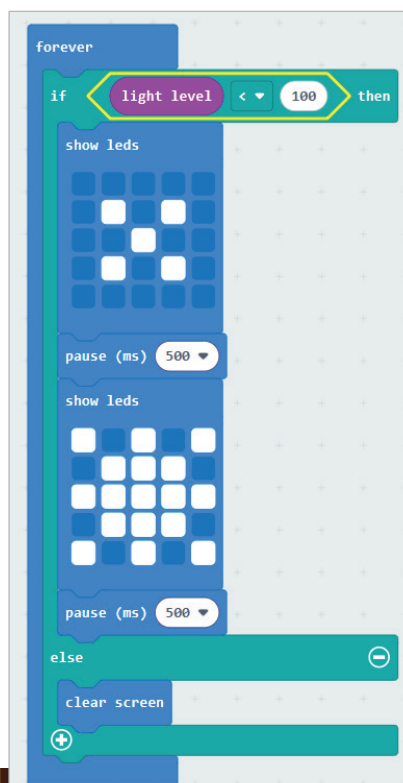 forever
if light level < 100 then
show leds
pause (ms) 500
show leds
pause (ms) 500
else
clear screen